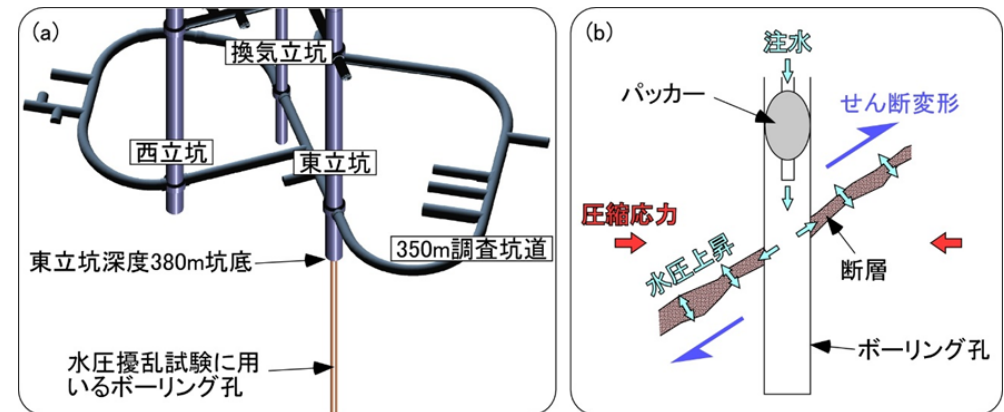 (a)
換気立坑
西立坑
東立坑
350m調査坑道
東立坑深度380m坑底
水圧擾乱試験に用
いるボーリング孔
(b)
注水
パッカー
せん断変形
圧縮応力
水圧上昇
断層
ボーリング孔